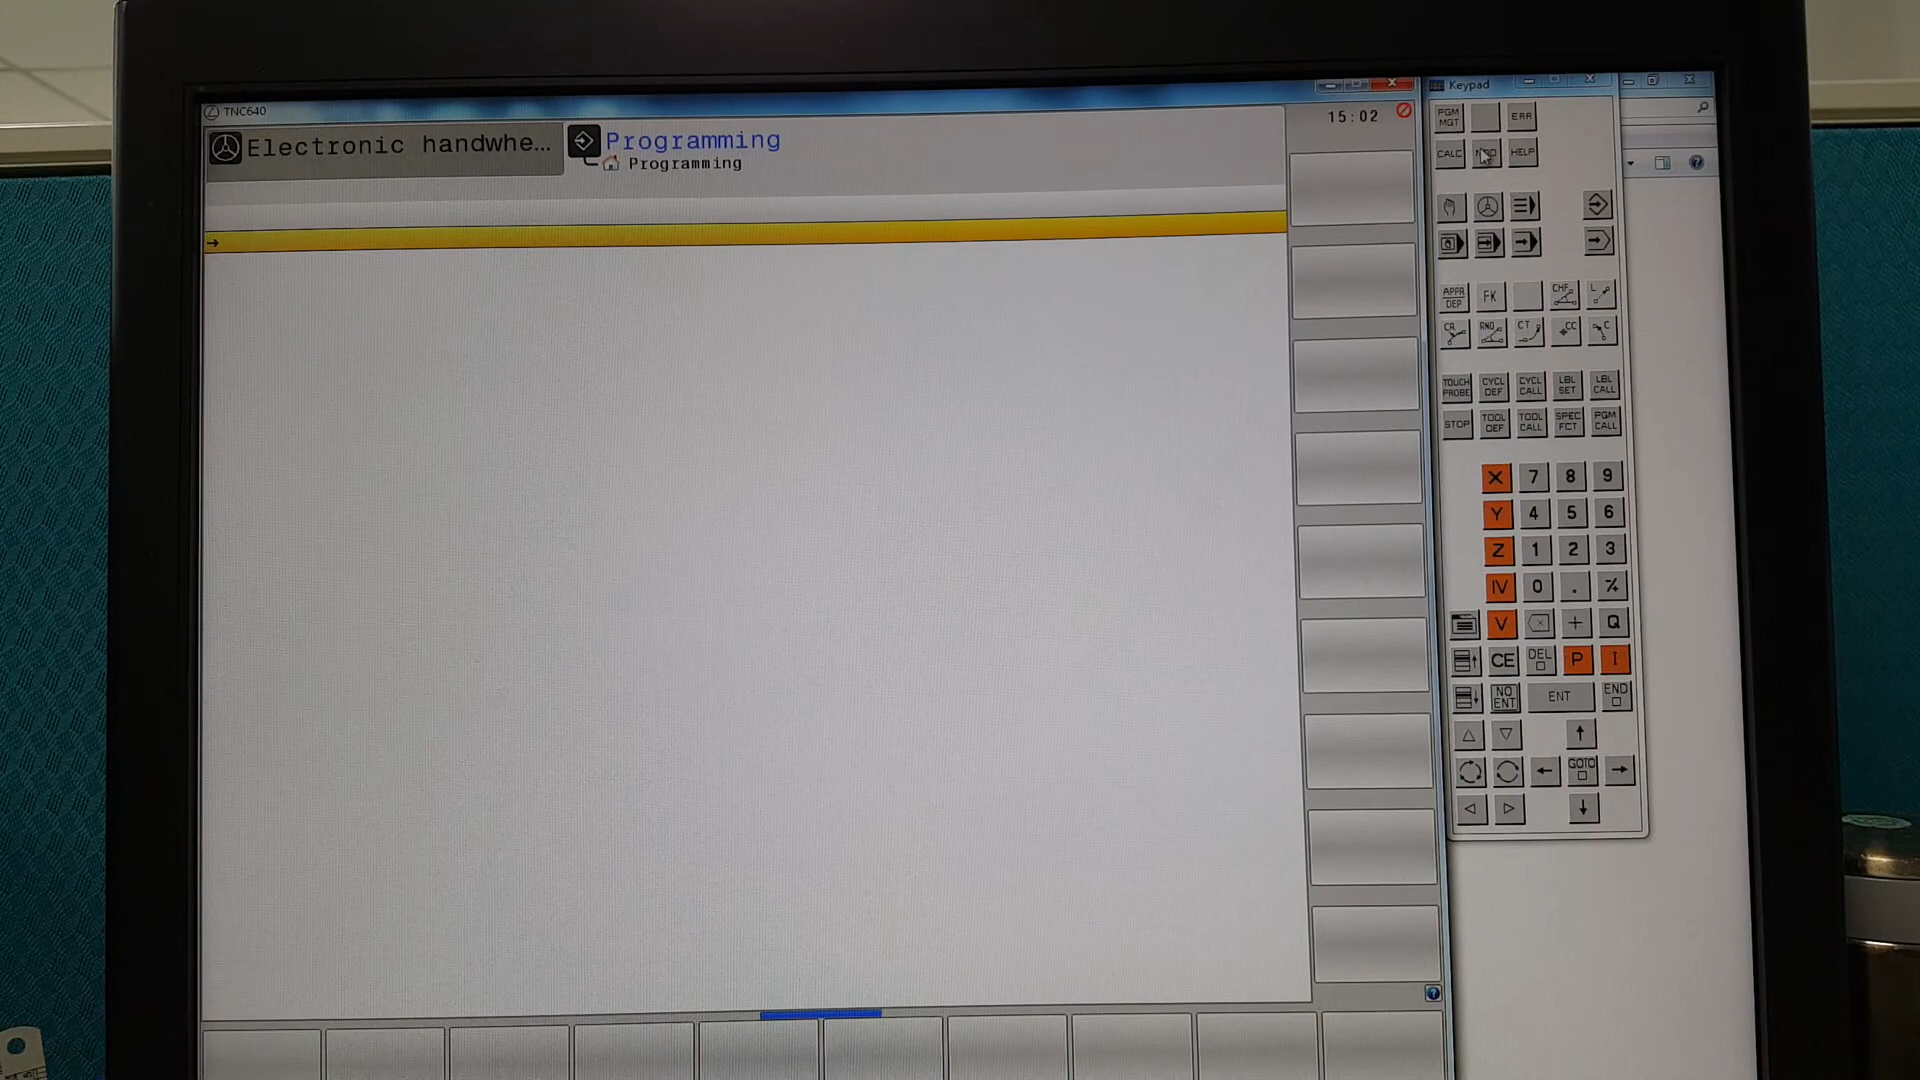 TNC640
Electronic handwhe...
Programming
Programming
15:02
Keypad
PGM MGT
ERR
CALC
HELP
APPR DEP
FK
CHF
L
CR
RND
CT
CC
C
TOUCH PROBE
CYCL DEF
CYCL CALL
LBL SET
LBL CALL
STOP
TOOL DEF
TOOL CALL
SPEC FCT
PGM CALL
X 7 8 9
Y 4 5 6
Z 1 2 3
IV 0 .
V + Q
CE DEL P I
NO ENT
ENT
END
GOTO